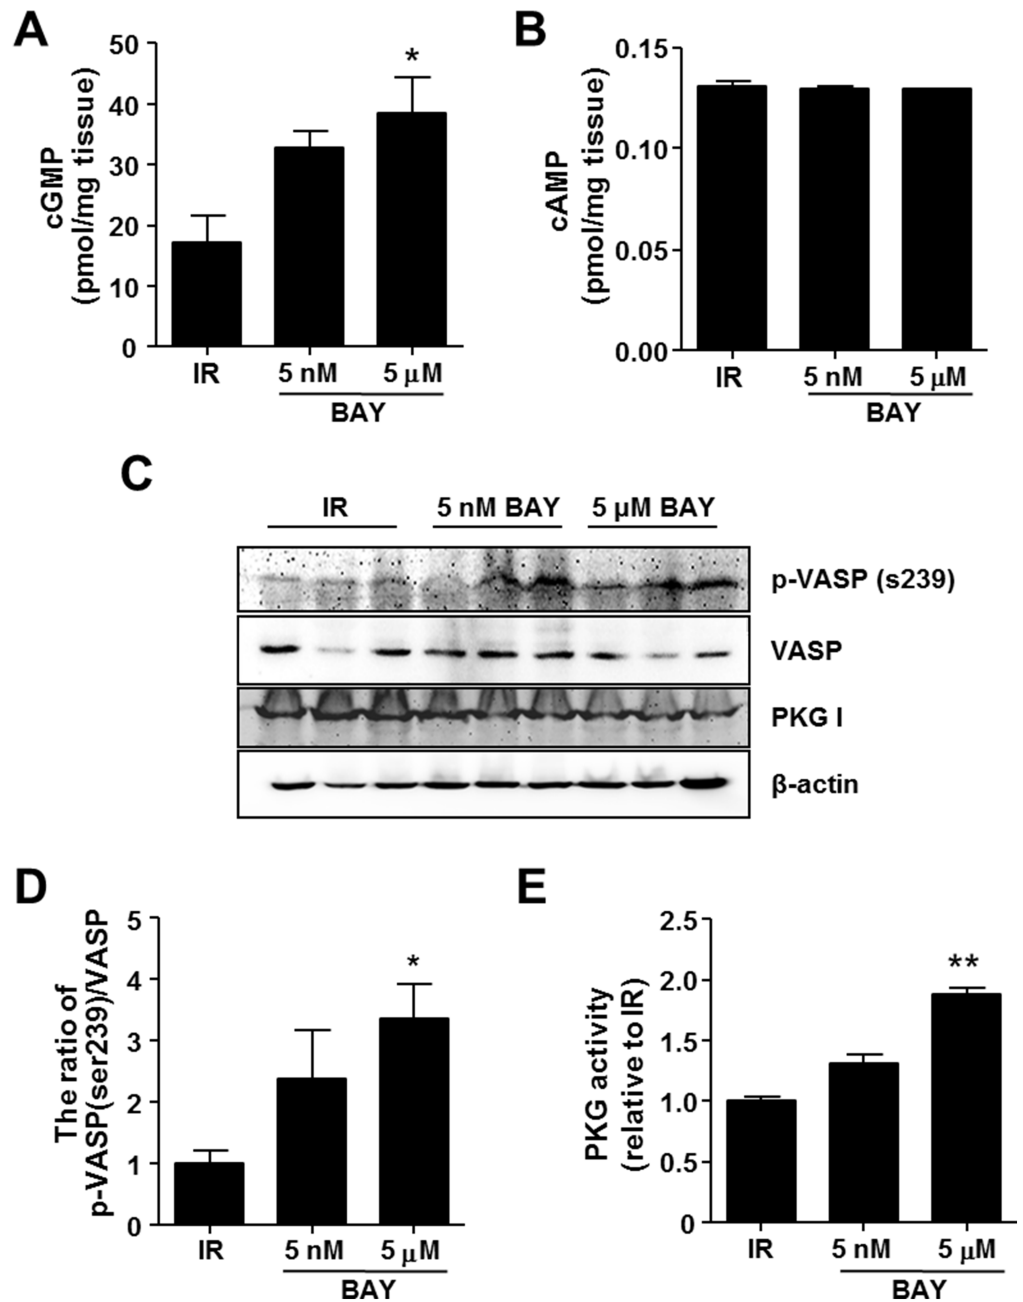 A
cGMP
(pmol/mg tissue)
50
40
30
20
10
0
*
IR
5 nM
5 μM
BAY
B
cAMP
(pmol/mg tissue)
0.15
0.10
0.05
0.00
IR
5 nM
5 μM
BAY
C
IR
5 nM BAY
5 μM BAY
p-VASP (s239)
VASP
PKG I
β-actin
D
The ratio of
p-VASP(ser239)/VASP
5
4
3
2
1
0
*
IR
5 nM
5 μM
BAY
E
PKG activity
(relative to IR)
2.5
2.0
1.5
1.0
0.5
0
**
IR
5 nM
5 μM
BAY